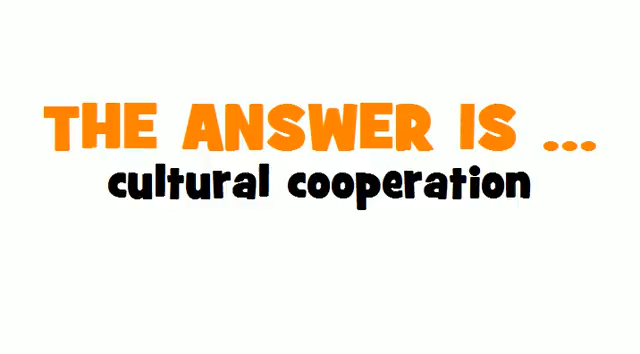 THE ANSWER IS ...
cultural cooperation